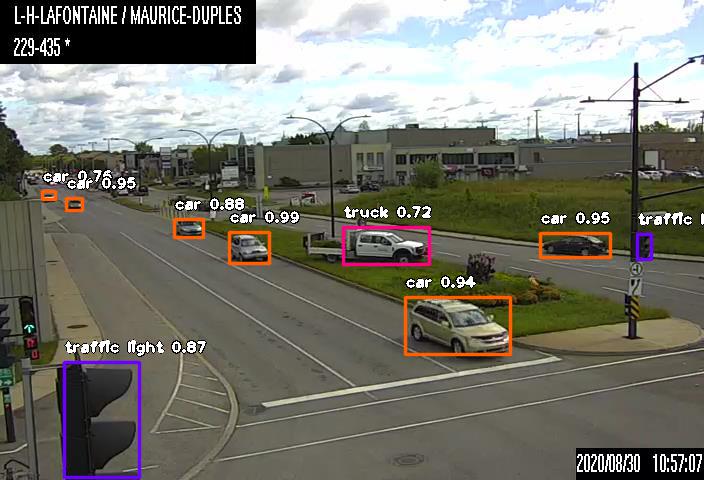 L-H-LAFONTAINE / MAURICE-DUPLES
229-435 *
car 0.76
car 0.95
car 0.88
car 0.99
truck 0.72
car 0.95
traffic l
car 0.94
traffic light 0.87
2020/08/30 10:57:07